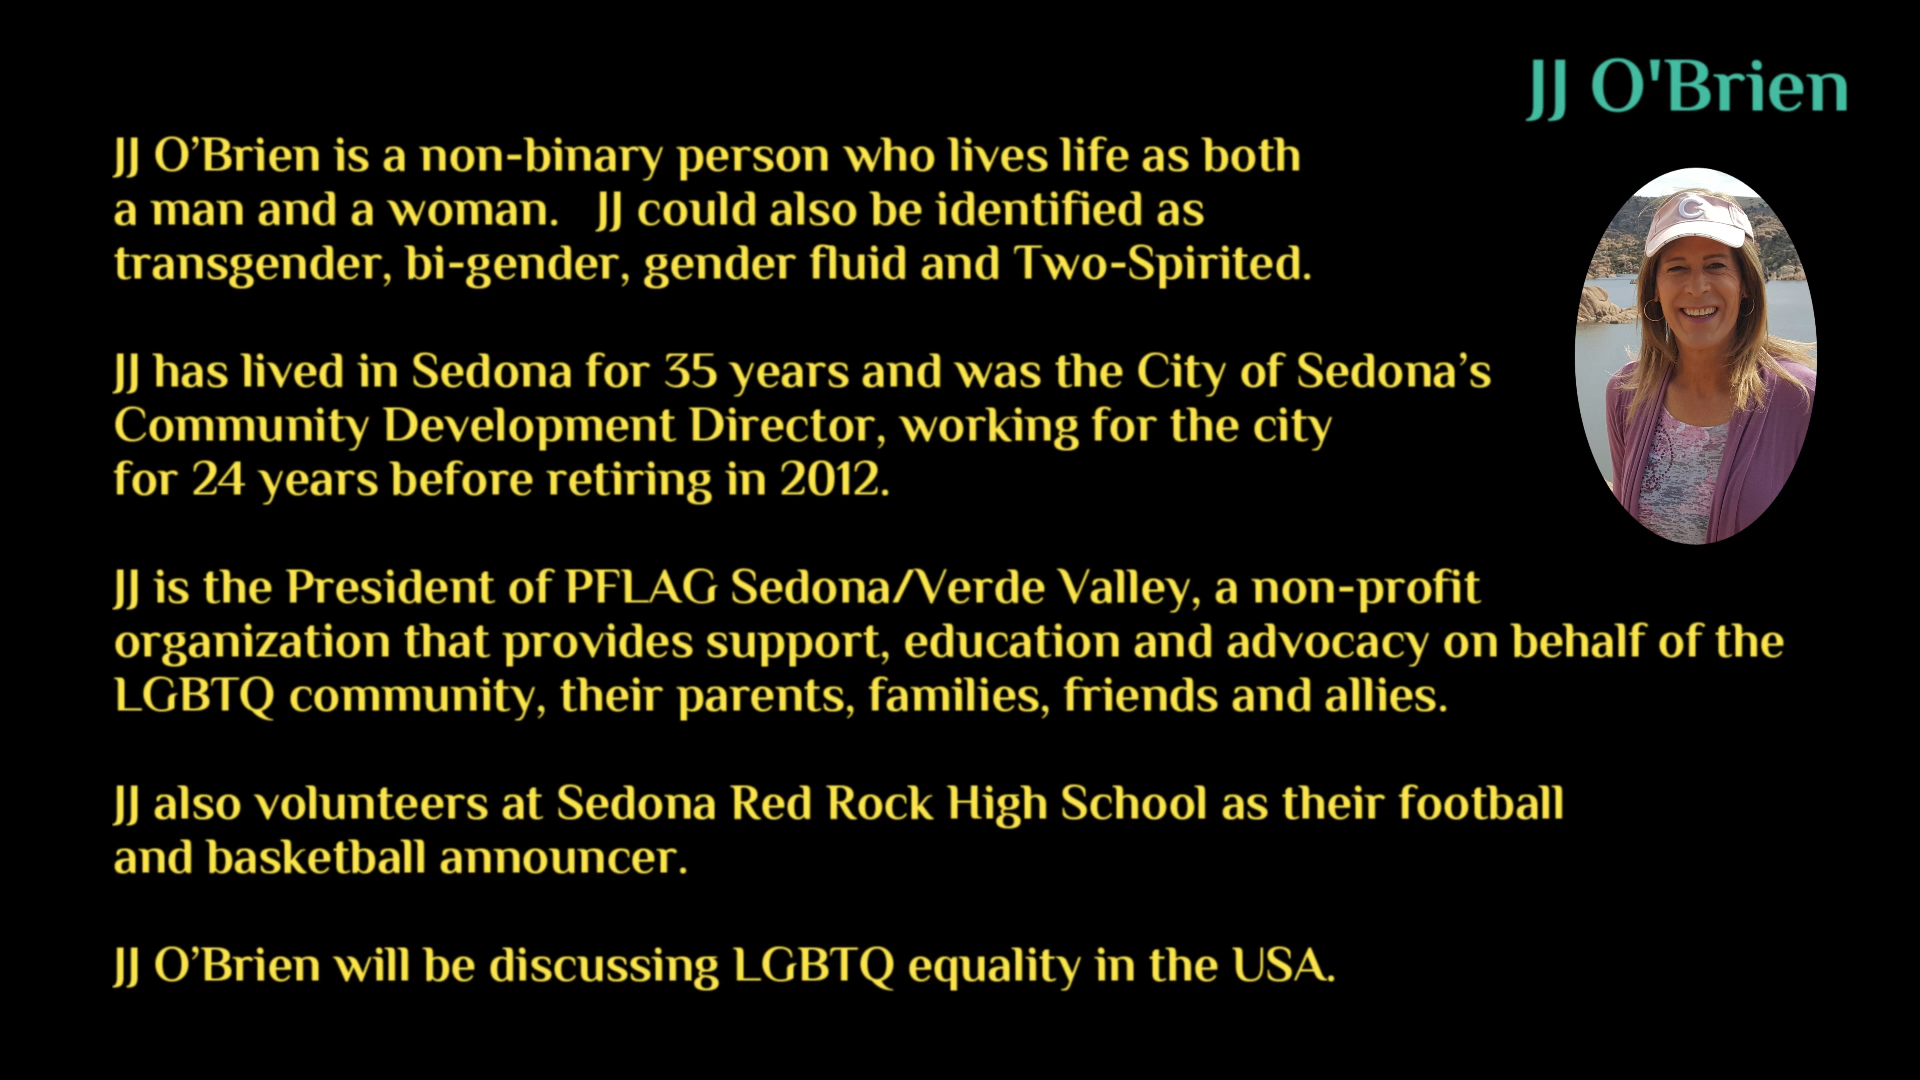 JJ O'Brien
JJ O’Brien is a non-binary person who lives life as both
a man and a woman.   JJ could also be identified as
transgender, bi-gender, gender fluid and Two-Spirited.
JJ has lived in Sedona for 35 years and was the City of Sedona’s
Community Development Director, working for the city
for 24 years before retiring in 2012.
JJ is the President of PFLAG Sedona/Verde Valley, a non-profit
organization that provides support, education and advocacy on behalf of the
LGBTQ community, their parents, families, friends and allies.
JJ also volunteers at Sedona Red Rock High School as their football
and basketball announcer.
JJ O’Brien will be discussing LGBTQ equality in the USA.
C